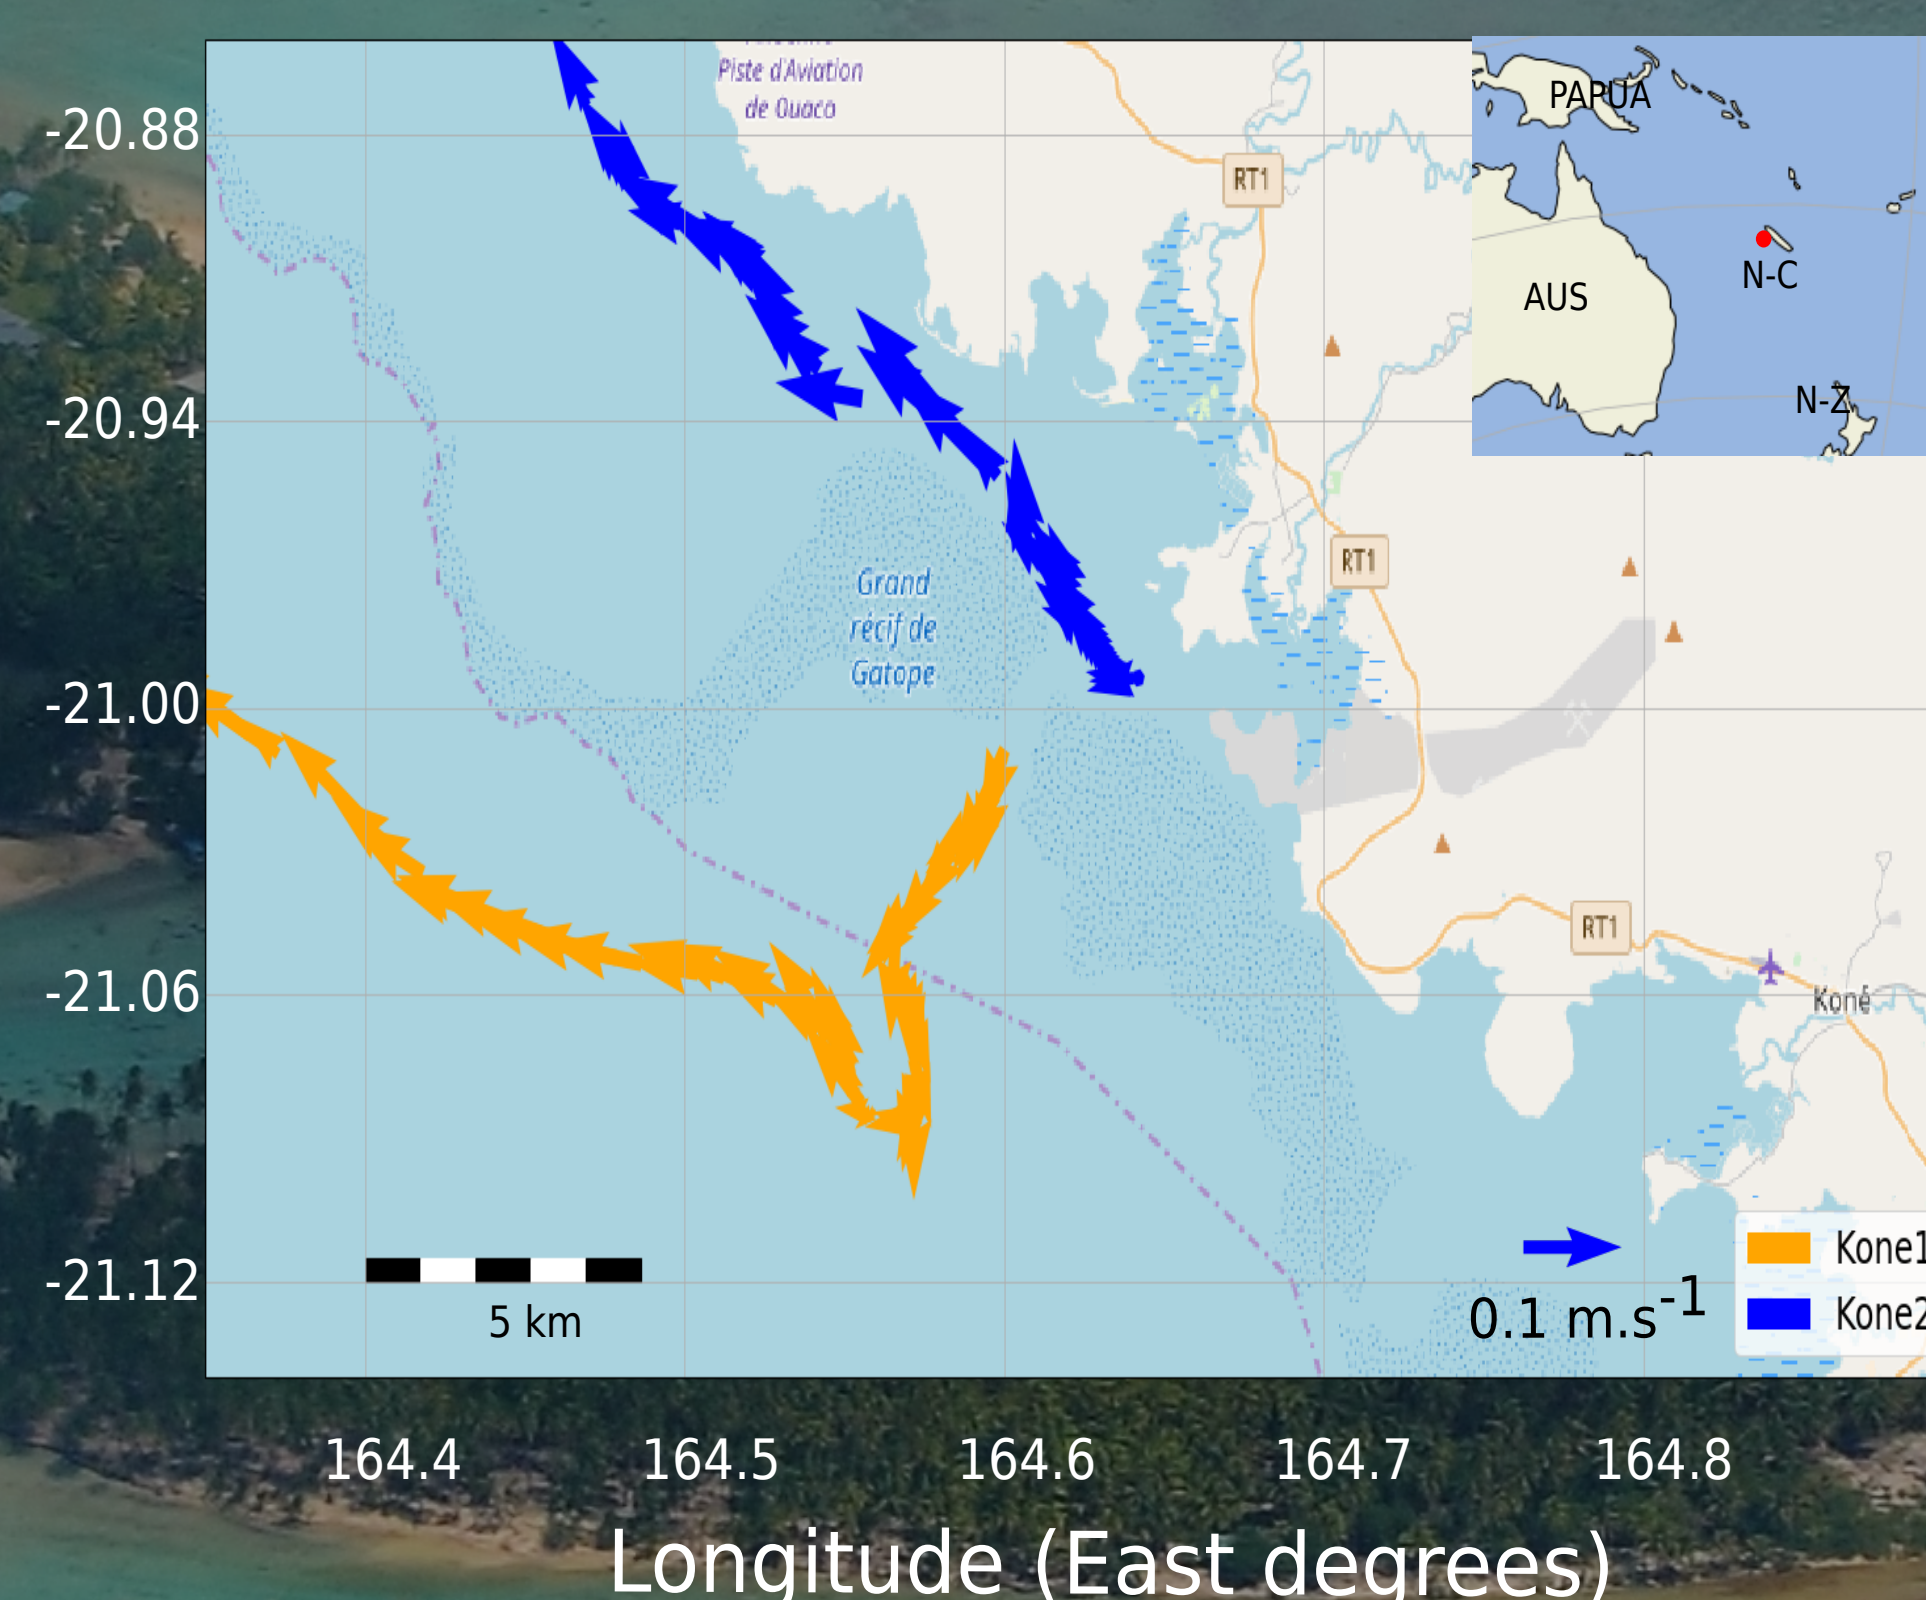 Piste d'Aviation
de Ouaco
PAPUA
-20.88
RT1
N-C
AUS
N-Z
-20.94
RT1
Grand
récif de
Gatope
-21.00
RT1
-21.06
Koné
Kone1
-21.12
0.1 m.s-1
Kone2
5 km
164.4 164.5 164.6 164.7 164.8
Longitude (East degrees)